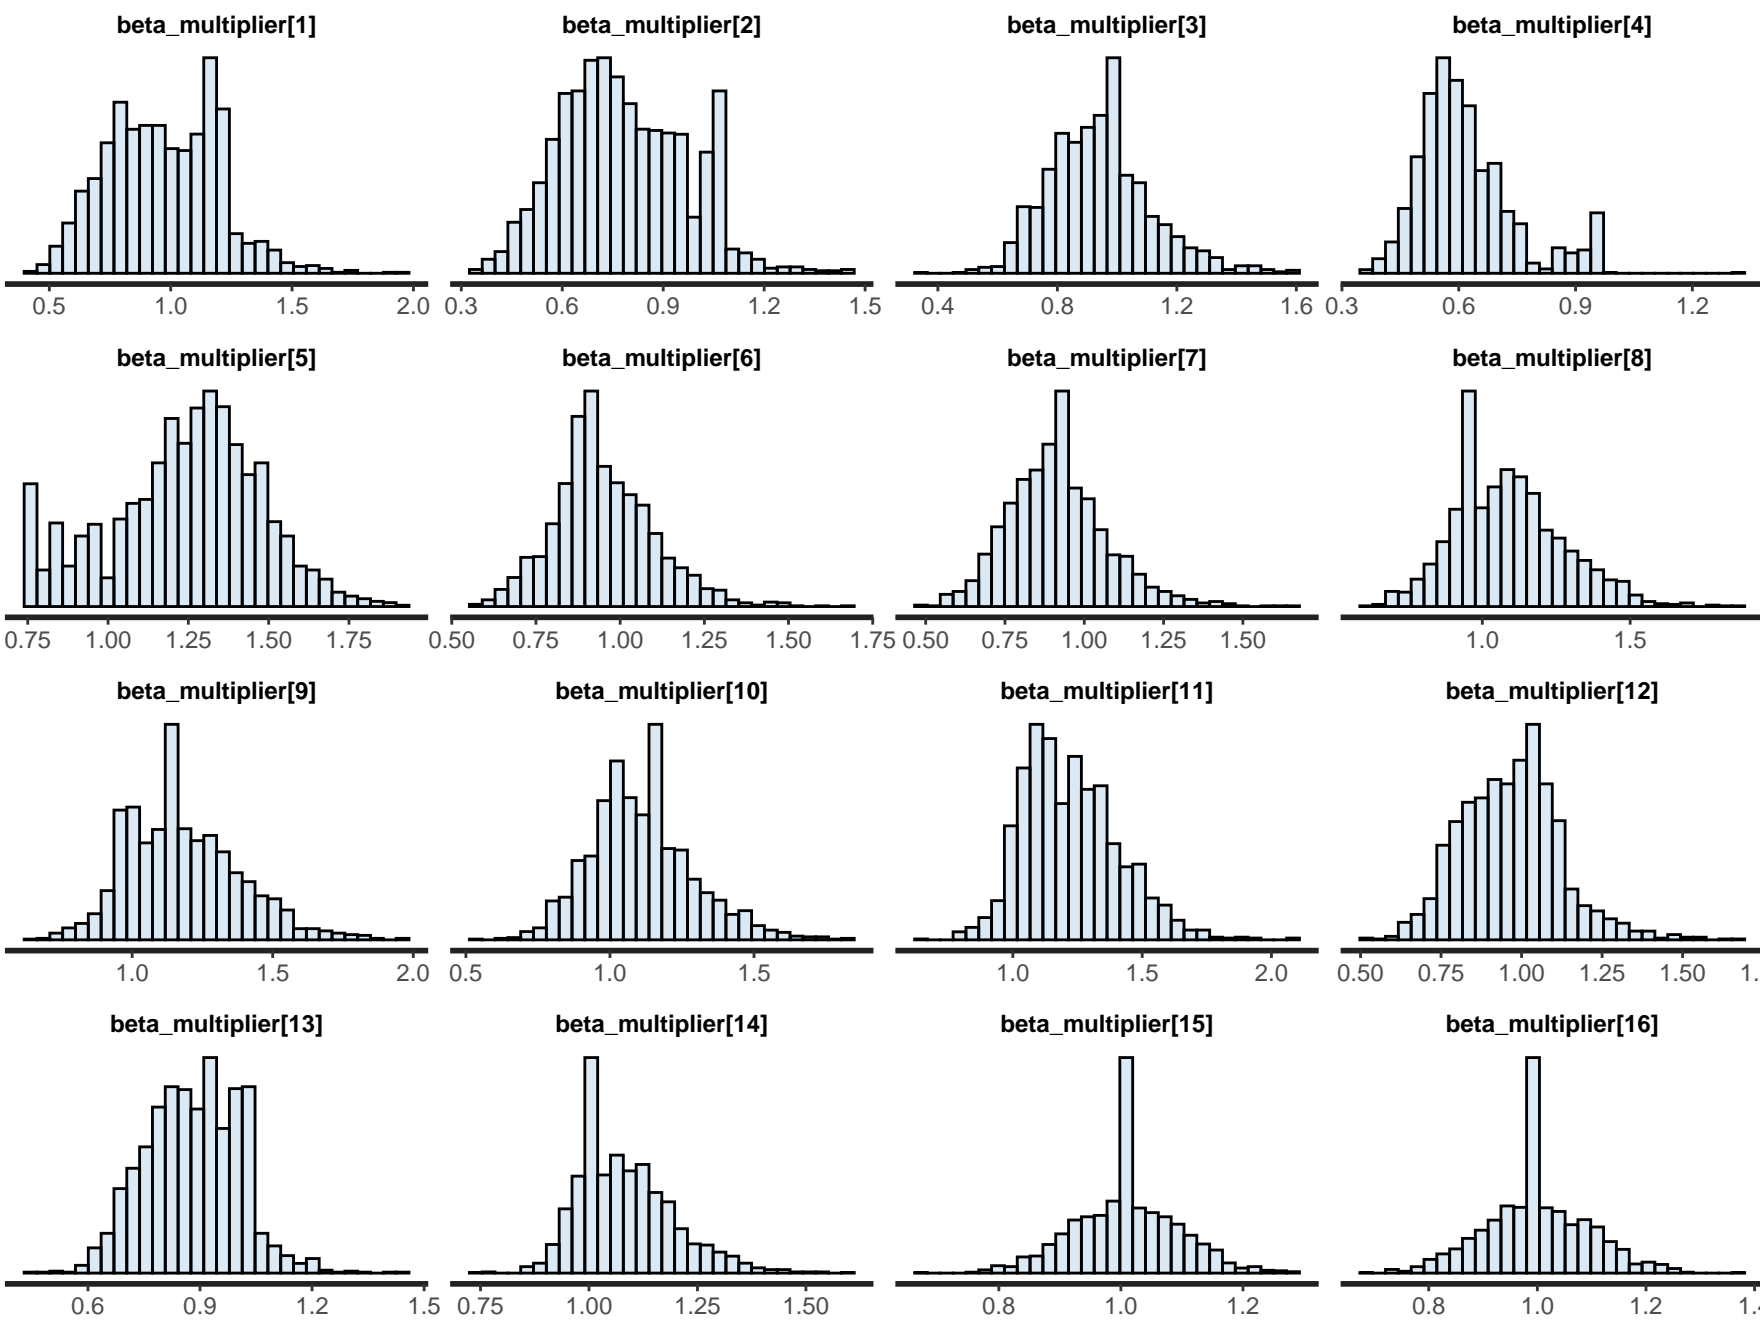 beta_multiplier[1] beta_multiplier[2] beta_multiplier[3] beta_multiplier[4]
0.5 1.0 1.5 2.0 0.3 0.6 0.9 1.2 1.5 0.4 0.8 1.2 1.6 0.3 0.6 0.9 1.2
beta_multiplier[5] beta_multiplier[6] beta_multiplier[7] beta_multiplier[8]
0.75 1.00 1.25 1.50 1.75 0.50 0.75 1.00 1.25 1.50 1.75 0.50 0.75 1.00 1.25 1.50 1.0 1.5
beta_multiplier[9] beta_multiplier[10] beta_multiplier[11] beta_multiplier[12]
1.0 1.5 2.0 0.5 1.0 1.5 1.0 1.5 2.0 0.50 0.75 1.00 1.25 1.50
beta_multiplier[13] beta_multiplier[14] beta_multiplier[15] beta_multiplier[16]
0.6 0.9 1.2 1.5 0.75 1.00 1.25 1.50 0.8 1.0 1.2 0.8 1.0 1.2